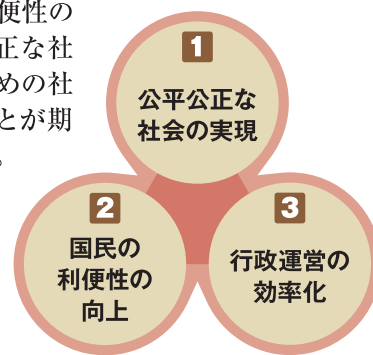 便性の
正な社
めの社
とが期
。
1
公平公正な
社会の実現
2
国民の
利便性の
向上
3
行政運営の
効率化